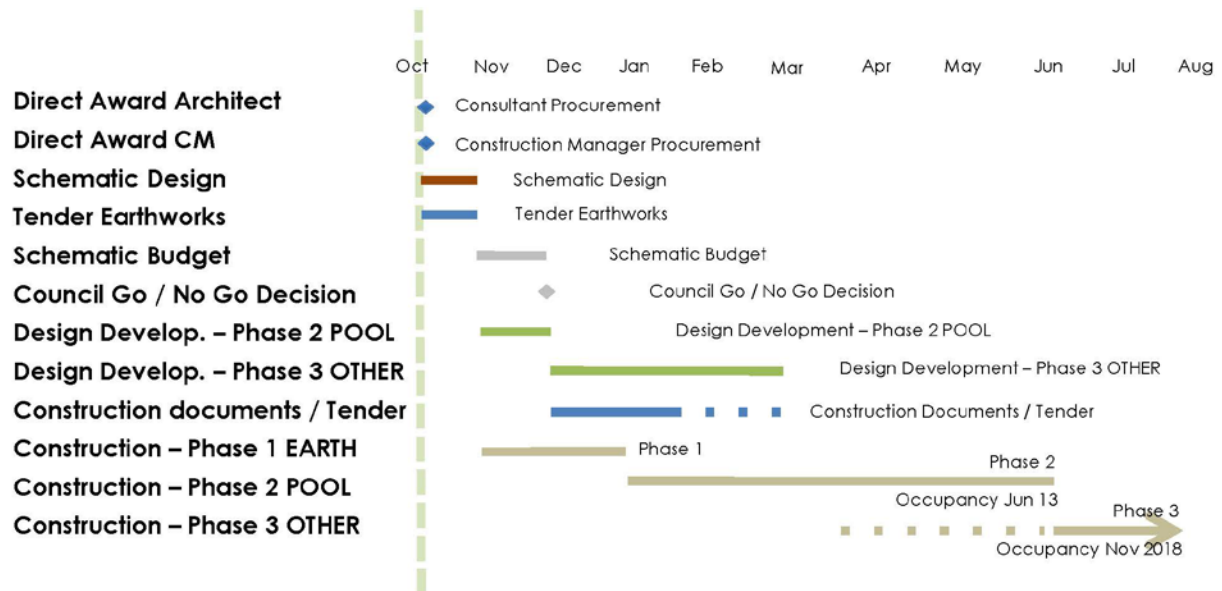 Oct Nov Dec Jan Feb Mar Apr May Jun Jul Aug
Direct Award Architect Consultant Procurement
Direct Award CM Construction Manager Procurement
Schematic Design Schematic Design
Tender Earthworks Tender Earthworks
Schematic Budget Schematic Budget
Council Go / No Go Decision Council Go / No Go Decision
Design Develop. – Phase 2 POOL Design Development – Phase 2 POOL
Design Develop. – Phase 3 OTHER Design Development – Phase 3 OTHER
Construction documents / Tender Construction Documents / Tender
Construction – Phase 1 EARTH Phase 1
Phase 2
Construction – Phase 2 POOL
Occupancy Jun 13
Phase 3
Construction – Phase 3 OTHER
Occupancy Nov 2018